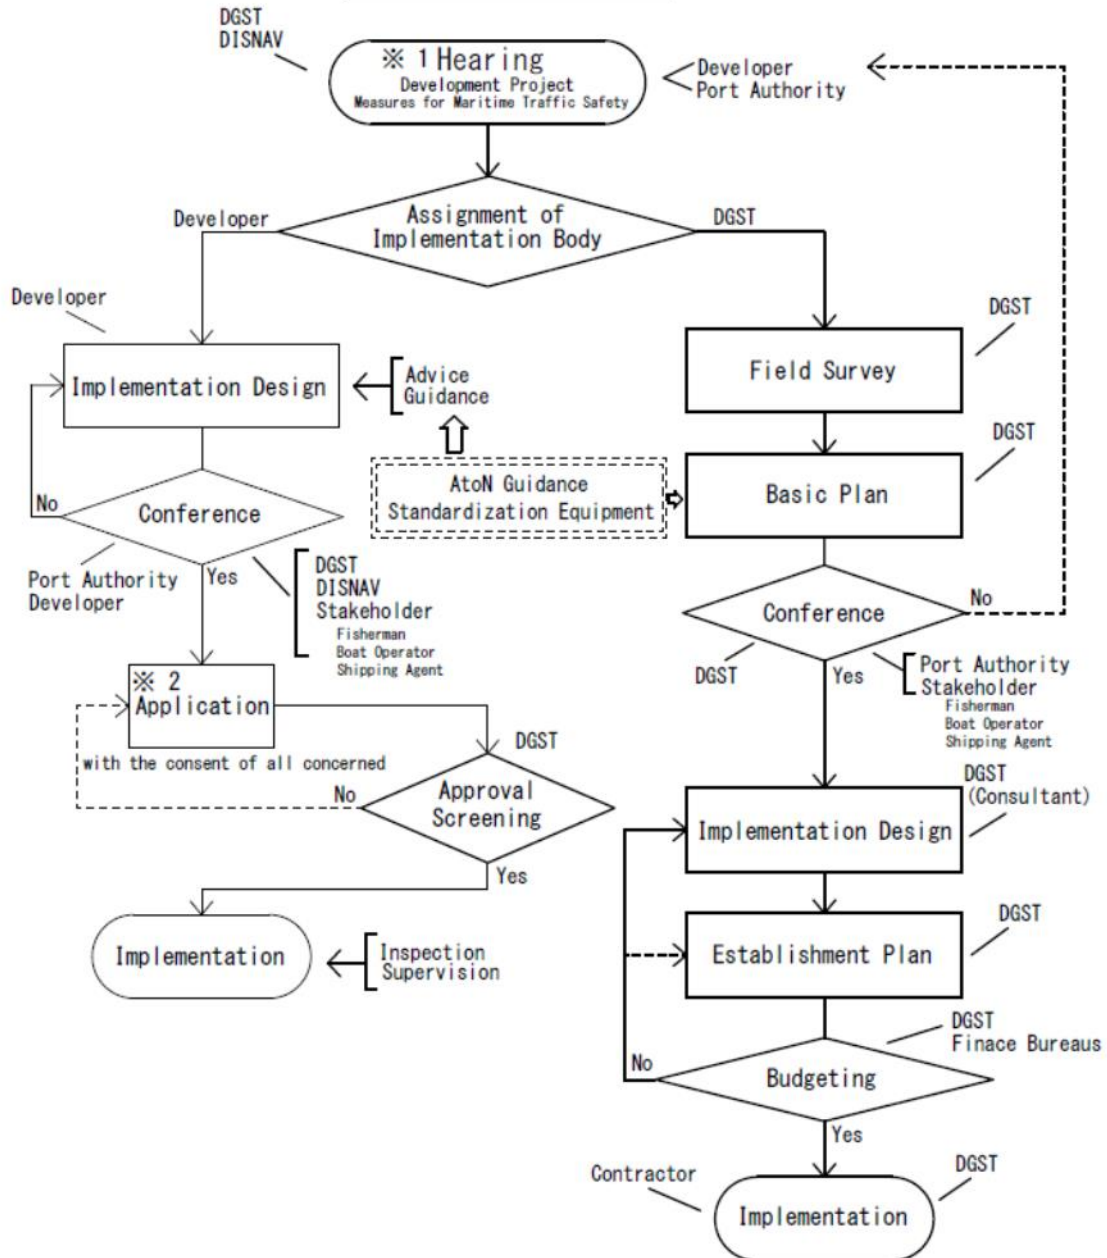 DGST
DISNAV
※ 1 Hearing
Development Project
Measures for Maritime Traffic Safety
Developer
Port Authority
Assignment of
Implementation Body
Developer
DGST
Developer
Implementation Design
Advice
Guidance
DGST
Field Survey
DGST
Basic Plan
AtoN Guidance
Standardization Equipment
No
Conference
Port Authority
Developer
Yes
DGST
DISNAV
Stakeholder
Fisherman
Boat Operator
Shipping Agent
Conference
No
DGST
Yes
Port Authority
Stakeholder
Fisherman
Boat Operator
Shipping Agent
※ 2
Application
with the consent of all concerned
DGST
No
Approval
Screening
Yes
Implementation
Inspection
Supervision
DGST
(Consultant)
Implementation Design
DGST
Establishment Plan
DGST
Finace Bureaus
No
Budgeting
Yes
Contractor
DGST
Implementation